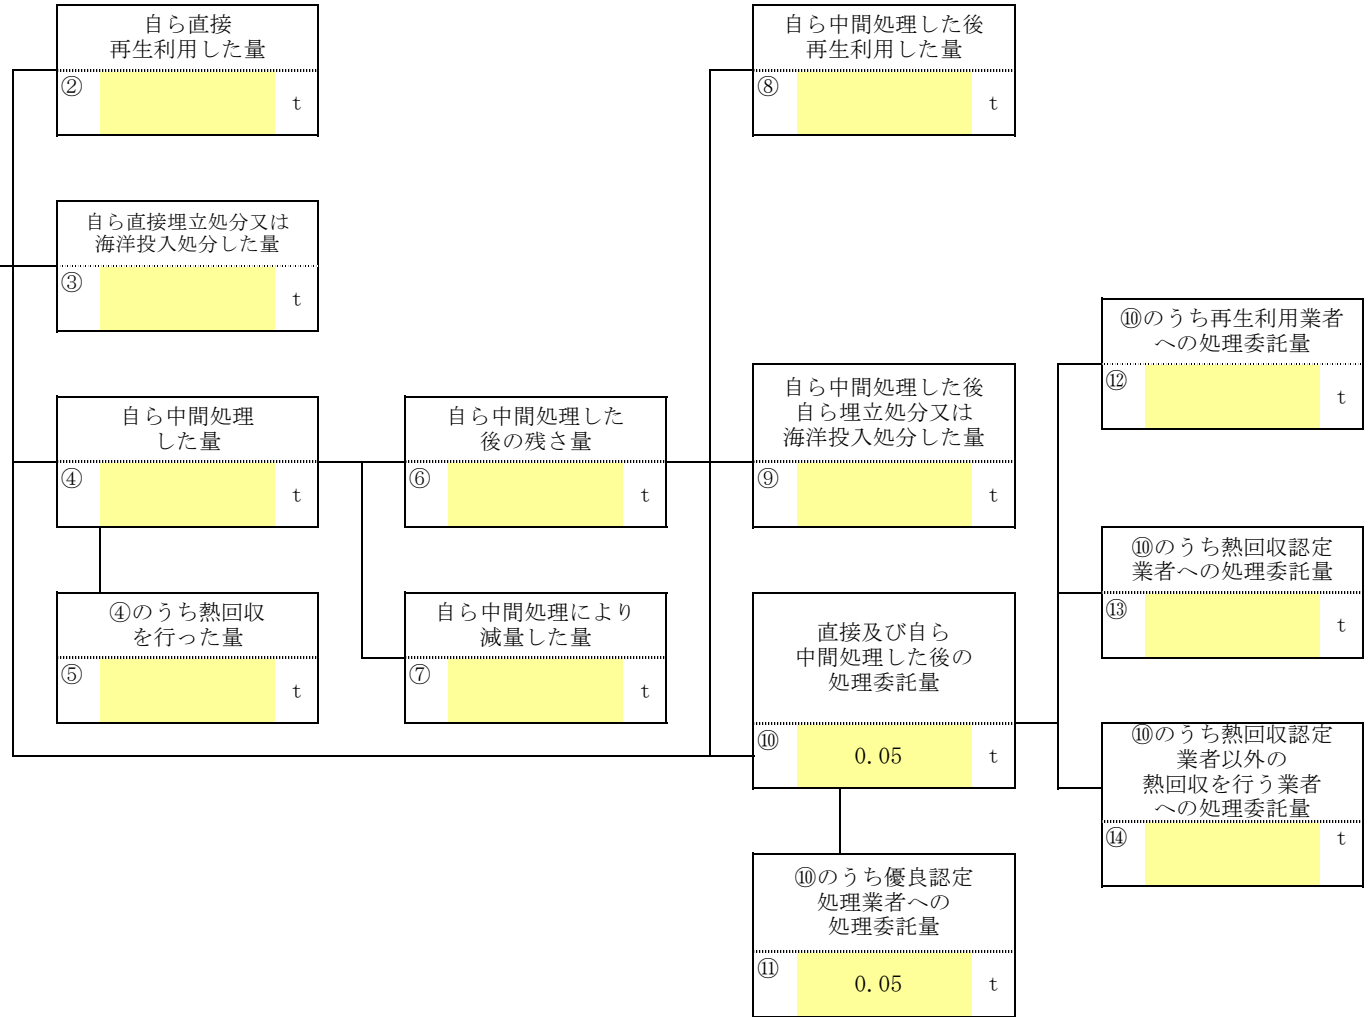 自ら直接
再生利用した量
②
t
自ら直接埋立処分又は
海洋投入処分した量
③
t
自ら中間処理
した量
④
t
④のうち熱回収
を行った量
⑤
t
自ら中間処理した
後の残さ量
⑥
t
自ら中間処理により
減量した量
⑦
t
自ら中間処理した後
再生利用した量
⑧
t
自ら中間処理した後
自ら埋立処分又は
海洋投入処分した量
⑨
t
直接及び自ら
中間処理した後の
処理委託量
⑩ 0.05 t
⑩のうち優良認定
処理業者への
処理委託量
⑪ 0.05 t
⑩のうち再生利用業者
への処理委託量
⑫
t
⑩のうち熱回収認定
業者への処理委託量
⑬
t
⑩のうち熱回収認定
業者以外の
熱回収を行う業者
への処理委託量
⑭
t